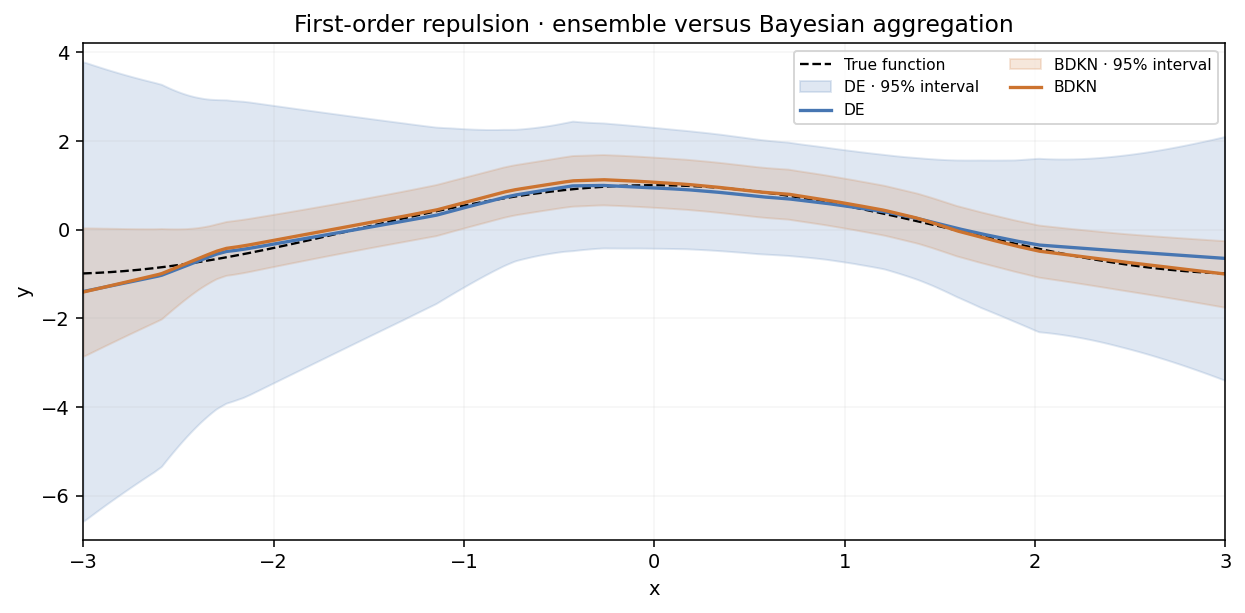 First-order repulsion · ensemble versus Bayesian aggregation
True function
DE · 95% interval
DE
BDKN · 95% interval
BDKN
4
2
0
−2
−4
−6
y
−3
−2
−1
0
1
2
3
x